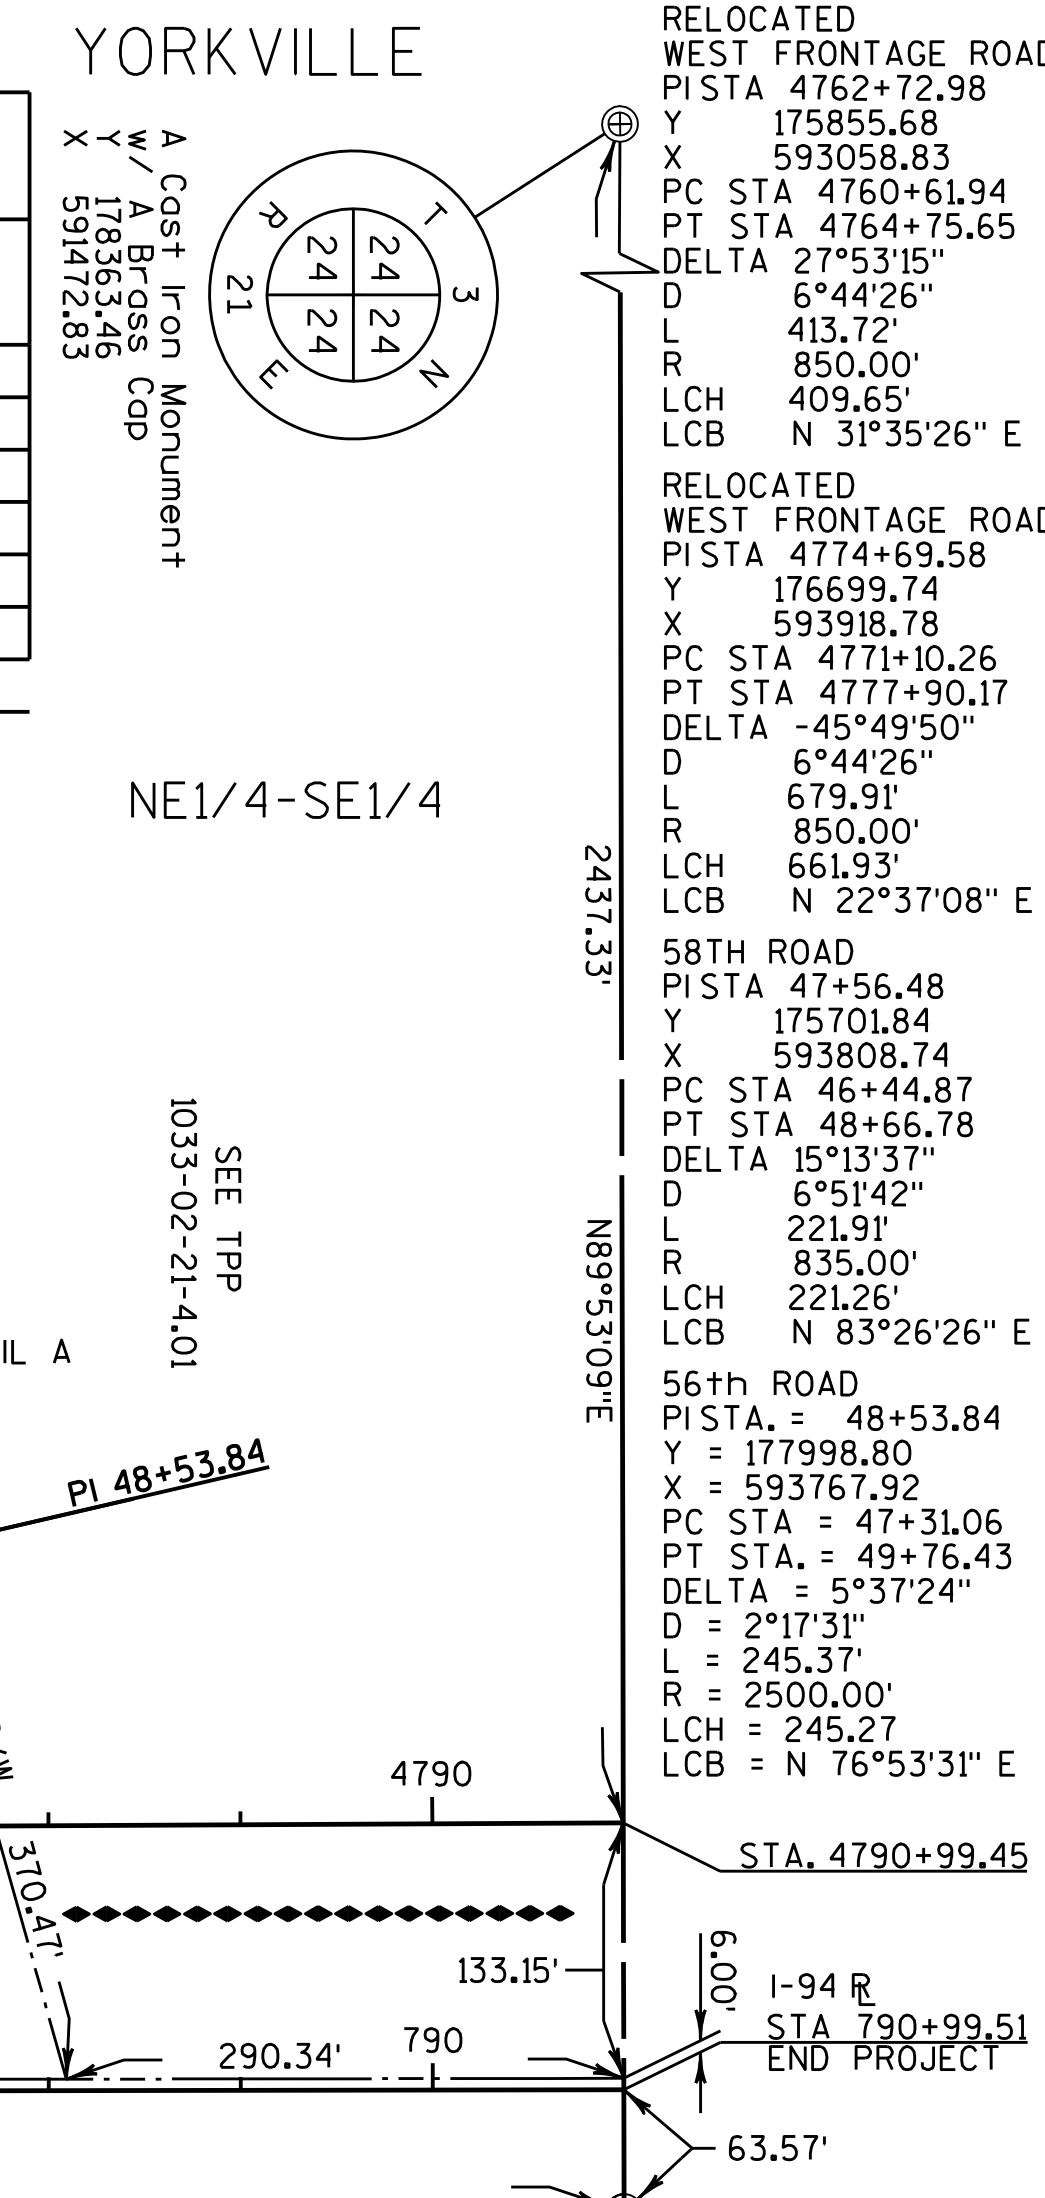 YORKVILLE
A Cast Iron Monument
w/ A Brass Cap
Y 178363.46
X 591472.83
T 3 N
R 21 E
24 24
24 24
RELOCATED
WEST FRONTAGE ROAD
PISTA 4762+72.98
Y 175855.68
X 593058.83
PC STA 4760+61.94
PT STA 4764+75.65
DELTA 27°53'15"
D 6°44'26"
L 413.72'
R 850.00'
LCH 409.65'
LCB N 31°35'26" E
RELOCATED
WEST FRONTAGE ROAD
PISTA 4774+69.58
Y 176699.74
X 593918.78
PC STA 4771+10.26
PT STA 4777+90.17
DELTA -45°49'50"
D 6°44'26"
L 679.91'
R 850.00'
LCH 661.93'
LCB N 22°37'08" E
58TH ROAD
PISTA 47+56.48
Y 175701.84
X 593808.74
PC STA 46+44.87
PT STA 48+66.78
DELTA 15°13'37"
D 6°51'42"
L 221.91'
R 835.00'
LCH 221.26'
LCB N 83°26'26" E
56th ROAD
PISTA. = 48+53.84
Y = 177998.80
X = 593767.92
PC STA = 47+31.06
PT STA. = 49+76.43
DELTA = 5°37'24"
D = 2°17'31"
L = 245.37'
R = 2500.00'
LCH = 245.27
LCB = N 76°53'31" E
NE1/4-SE1/4
2437.33'
N89°53'09"E
SEE TPP
1033-02-21-4.01
IL A
PI 48+53.84
4790
STA. 4790+99.45
370.47'
133.15'
6.00'
I-94 RL
STA 790+99.51
END PROJECT
290.34'
790
63.57'